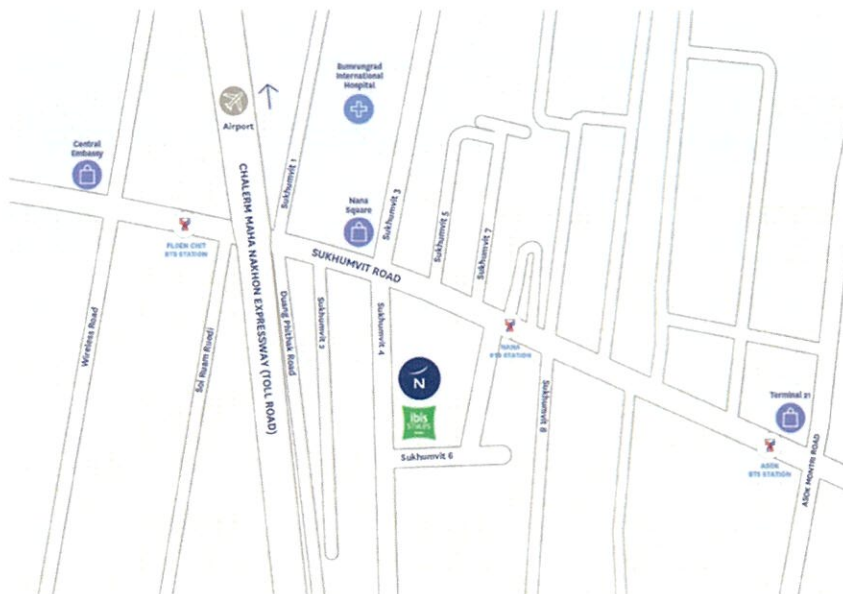 Bumrungrad
International
Hospital
Airport
Central
Embassy
Sukhumvit 1
Nana
Square
Sukhumvit 3
Sukhumvit 5
Sukhumvit 7
CHALERM MAHA NAKHON EXPRESSWAY (TOLL ROAD)
PLOEN CHIT
BTS STATION
SUKHUMVIT ROAD
Wireless Road
Soi Ruam Ruedi
Duang Phithak Road
Sukhumvit 2
Sukhumvit 4
NANA
BTS STATION
N
ibis
STYLES
Sukhumvit 6
Sukhumvit 8
Terminal 21
ASOK
BTS STATION
ASOK MONTRI ROAD